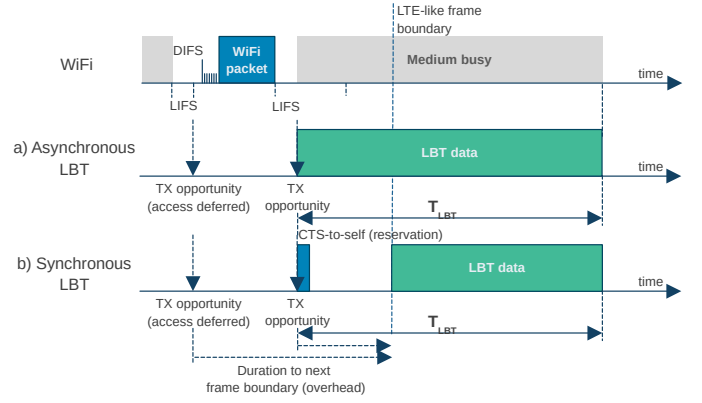 LTE-like frame
boundary
DIFS
WiFi
packet
WiFi
Medium busy
time
LIFS
LIFS
a) Asynchronous
LBT
LBT data
time
TX opportunity
(access deferred)
TX
opportunity
TLBT
CTS-to-self (reservation)
b) Synchronous
LBT
LBT data
time
TX opportunity
(access deferred)
TX
opportunity
TLBT
Duration to next
frame boundary (overhead)